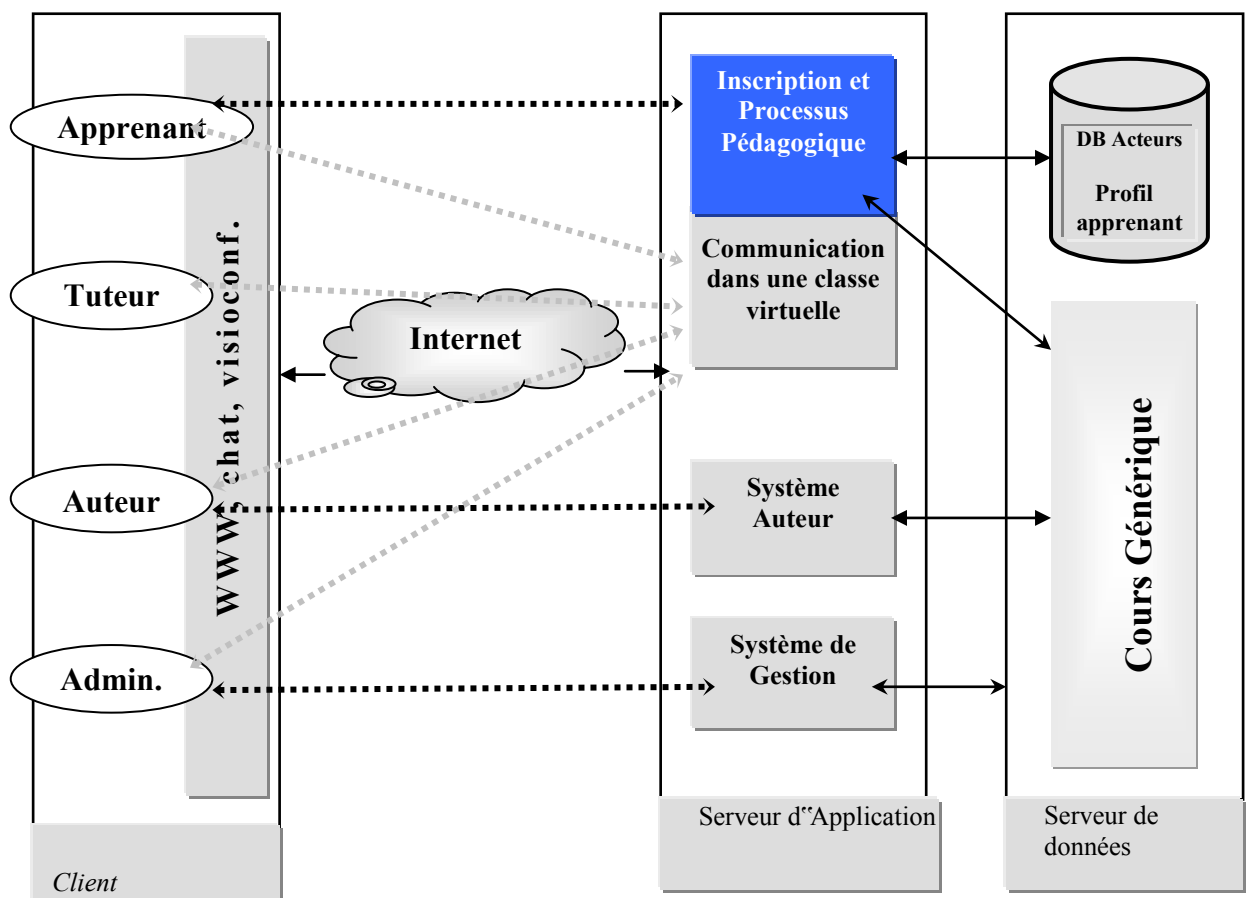 Apprenant
Tuteur
Auteur
Admin.
WWW, chat, visioconf.
Client
Internet
Inscription et
Processus
Pédagogique
Communication
dans une classe
virtuelle
Système
Auteur
Système de
Gestion
Serveur d‟Application
DB Acteurs
Profil
apprenant
Cours Générique
Serveur de
données